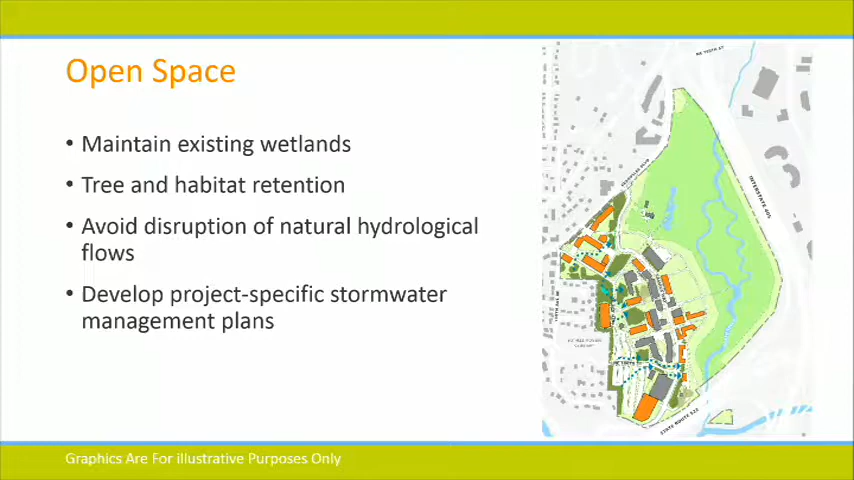 Open Space
• Maintain existing wetlands
• Tree and habitat retention
• Avoid disruption of natural hydrological
flows
• Develop project-specific stormwater
management plans
INTERSTATE 405
STATE ROUTE 522
Graphics Are For illustrative Purposes Only